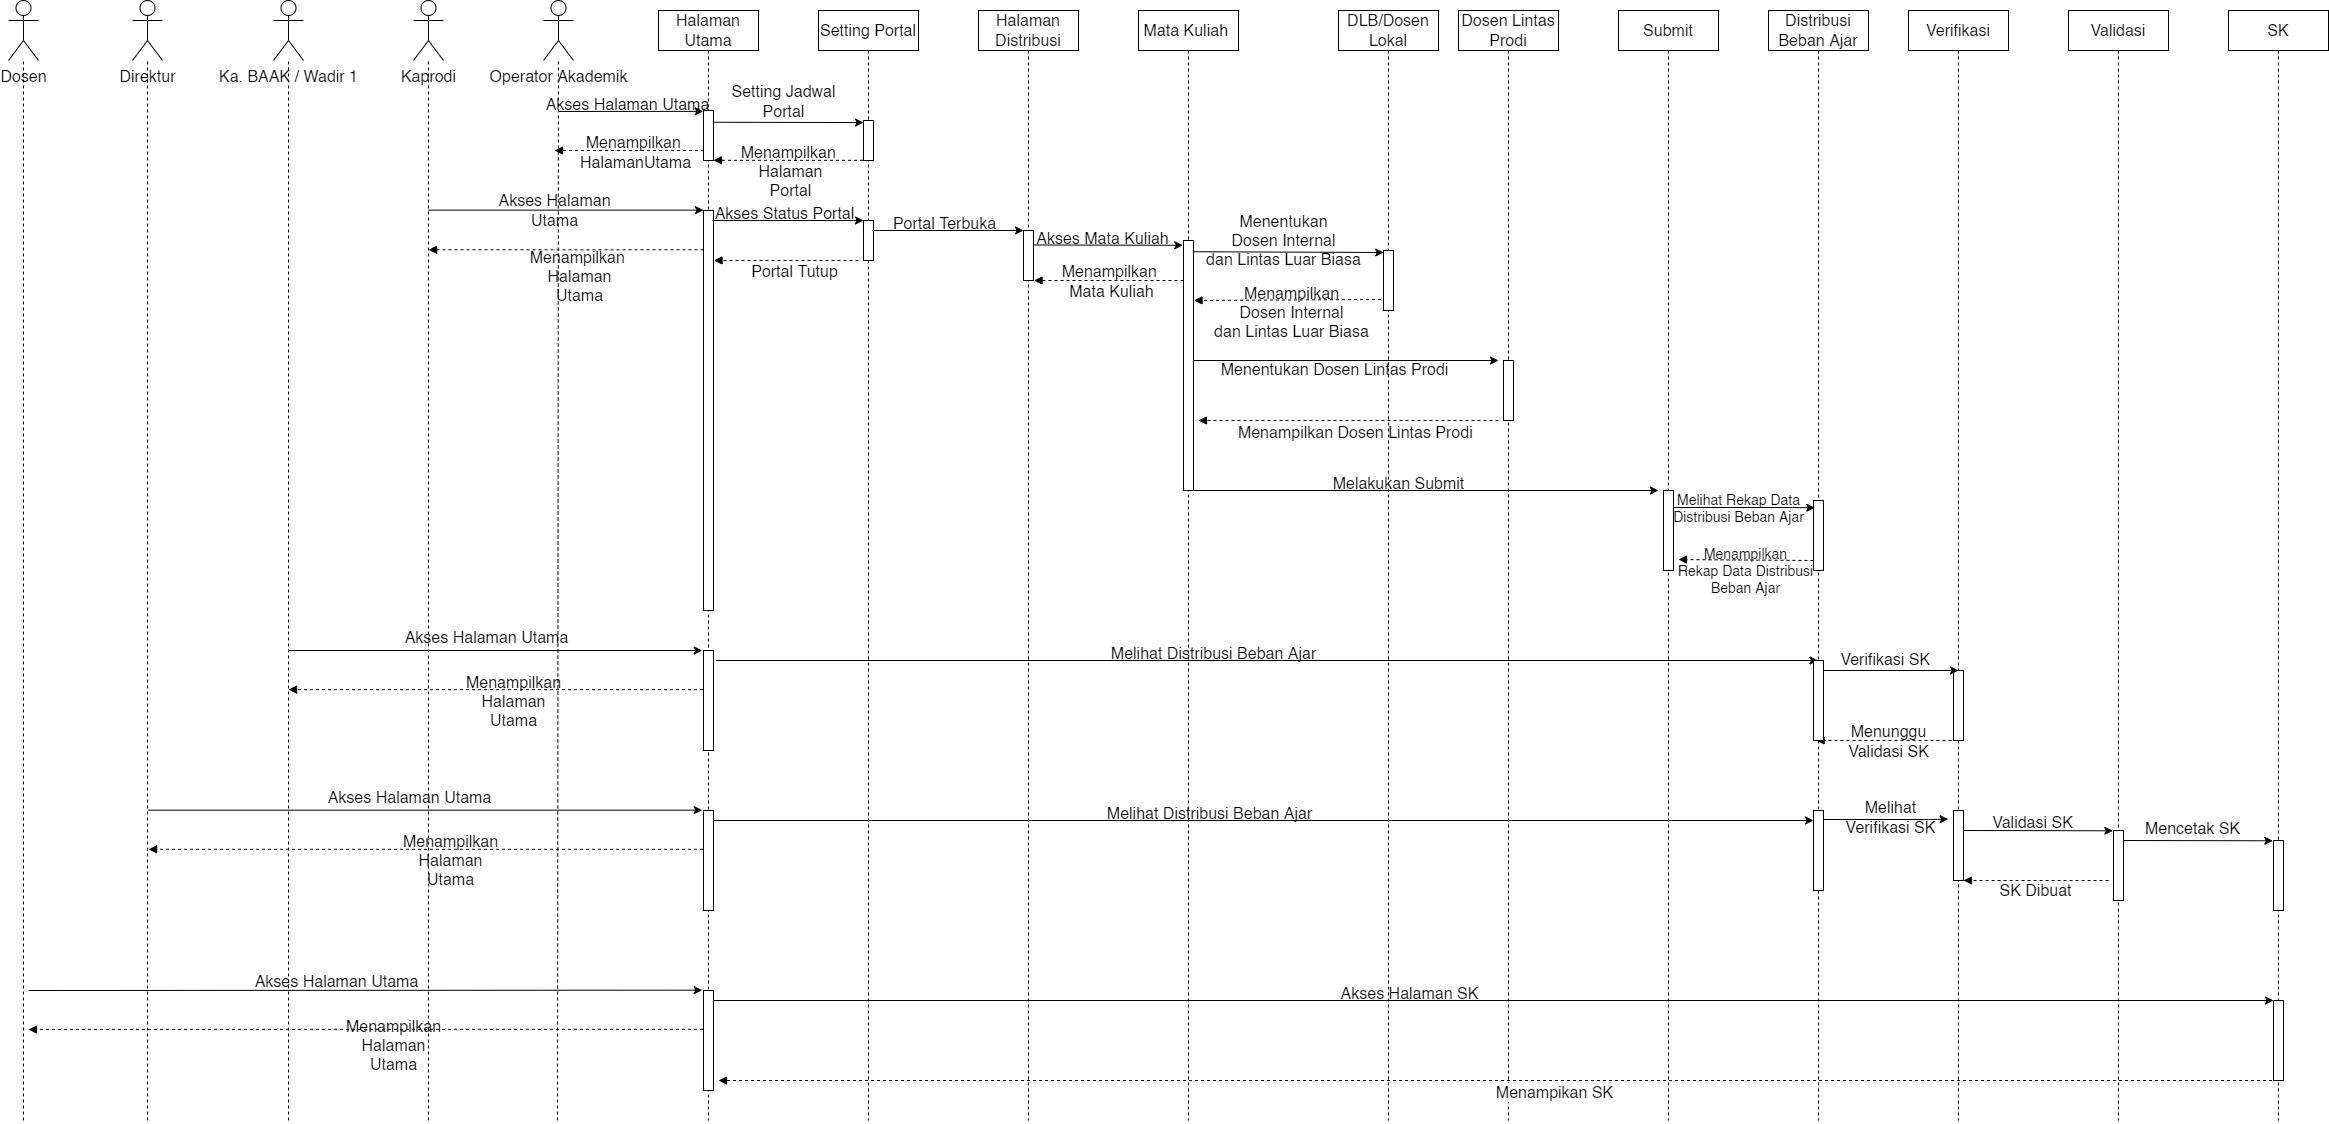 Halaman
Utama
Setting Portal
Halaman
Distribusi
Mata Kuliah
DLB/Dosen
Lokal
Dosen Lintas
Prodi
Submit
Distribusi
Beban Ajar
Verifikasi
Validasi
SK
Dosen
Direktur
Ka. BAAK / Wadir 1
Kaprodi
Operator Akademik
Akses Halaman Utama
Setting Jadwal
Portal
Menampilkan
HalamanUtama
Menampilkan
Halaman
Portal
Akses Halaman
Utama
Akses Status Portal
Portal Terbuka
Akses Mata Kuliah
Menentukan
Dosen Internal
dan Lintas Luar Biasa
Menampilkan
Halaman
Utama
Portal Tutup
Menampilkan
Mata Kuliah
Menampilkan
Dosen Internal
dan Lintas Luar Biasa
Menentukan Dosen Lintas Prodi
Menampilkan Dosen Lintas Prodi
Melakukan Submit
Melihat Rekap Data
Distribusi Beban Ajar
Menampilkan
Rekap Data Distribusi
Beban Ajar
Akses Halaman Utama
Melihat Distribusi Beban Ajar
Verifikasi SK
Menampilkan
Halaman
Utama
Menunggu
Validasi SK
Akses Halaman Utama
Melihat Distribusi Beban Ajar
Melihat
Verifikasi SK
Validasi SK
Mencetak SK
Menampilkan
Halaman
Utama
SK Dibuat
Akses Halaman Utama
Akses Halaman SK
Menampilkan
Halaman
Utama
Menampikan SK